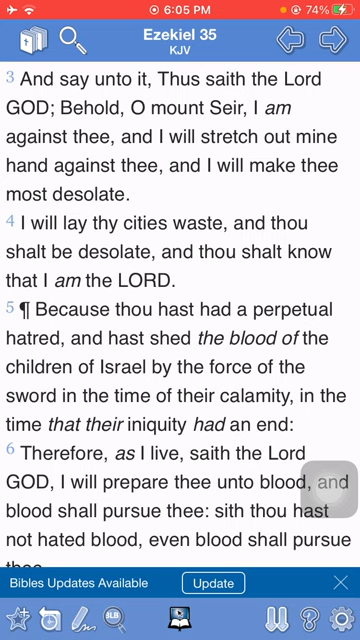 6:05 PM
74%
Ezekiel 35
KJV
3 And say unto it, Thus saith the Lord
GOD; Behold, O mount Seir, I am
against thee, and I will stretch out mine
hand against thee, and I will make thee
most desolate.
4 I will lay thy cities waste, and thou
shalt be desolate, and thou shalt know
that I am the LORD.
5 ¶ Because thou hast had a perpetual
hatred, and hast shed the blood of the
children of Israel by the force of the
sword in the time of their calamity, in the
time that their iniquity had an end:
6 Therefore, as I live, saith the Lord
GOD, I will prepare thee unto blood, and
blood shall pursue thee: sith thou hast
not hated blood, even blood shall pursue
thee.
Bibles Updates Available
Update
BLB